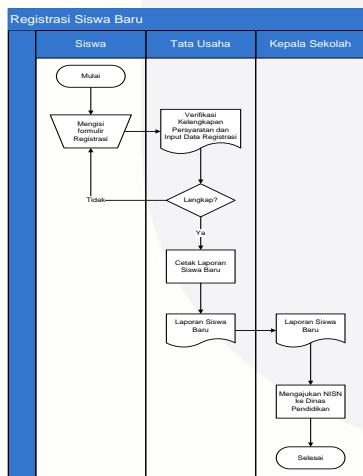 Registrasi Siswa Baru
Siswa
Tata Usaha
Kepala Sekolah
Mulai
Mengisi
formulir
Registrasi
Verifikasi
Kelengkapan
Persyaratan dan
Input Data Registrasi
Tidak
Lengkap?
Ya
Cetak Laporan
Siswa Baru
Laporan Siswa
Baru
Laporan Siswa
Baru
Mengajukan NISN
ke Dinas
Pendidikan
Selesai